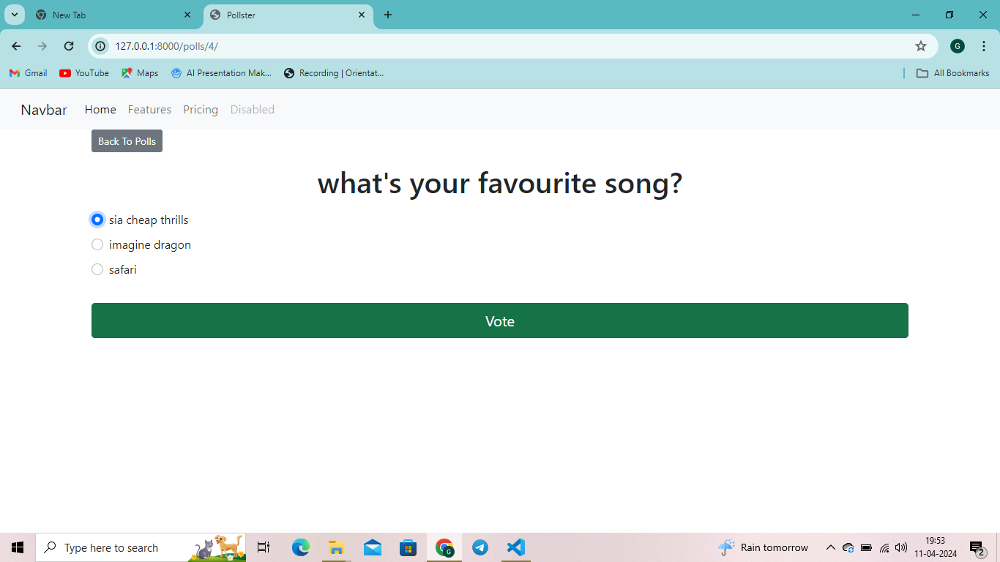 New Tab
Pollster
127.0.0.1:8000/polls/4/
G
Gmail
YouTube
Maps
AI Presentation Mak...
Recording | Orientat...
All Bookmarks
Navbar
Home
Features
Pricing
Disabled
Back To Polls
what's your favourite song?
sia cheap thrills
imagine dragon
safari
Vote
Type here to search
G
Rain tomorrow
19:53
11-04-2024
2